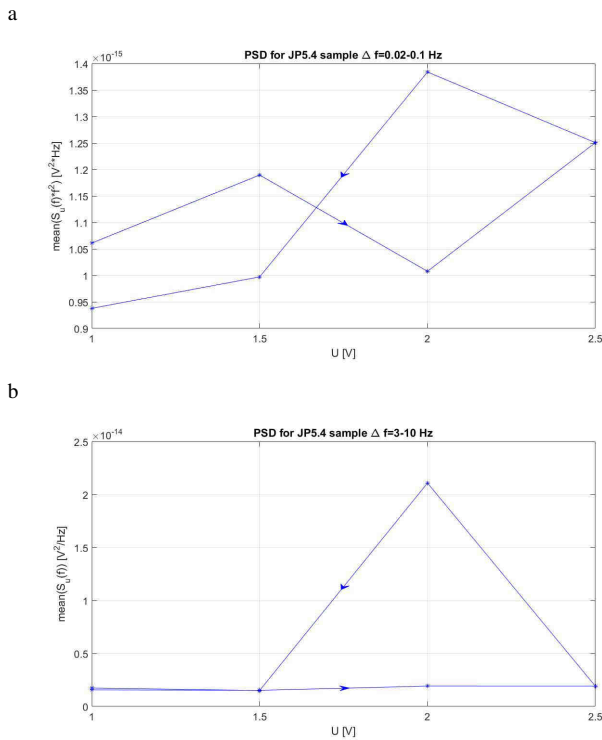 a
PSD for JP5.4 sample Δ f=0.02-0.1 Hz
×10^-15
1.4
1.35
1.3
1.25
1.2
1.15
1.1
1.05
1
0.95
0.9
mean(S_u(f)*f^2) [V^2*Hz]
1 1.5 2 2.5
U [V]
b
PSD for JP5.4 sample Δ f=3-10 Hz
×10^-14
2.5
2
1.5
1
0.5
0
mean(S_u(f)) [V^2/Hz]
1 1.5 2 2.5
U [V]